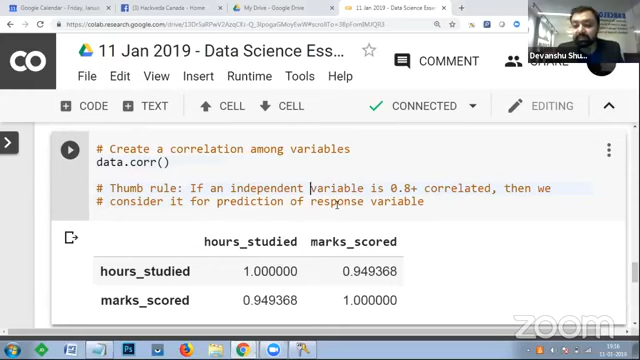 Google Calendar - Friday, Januar
Hackveda Canada | Facebook
My Drive - Google Drive
11 Jan 2019 - Data Science Esse
11 Jan 2019 - Data Science Ess
COMMENT
Devanshu Shu...
File Edit View Insert Runtime Tools
CODE TEXT CELL CELL CONNECTED EDITING
# Create a correlation among variables
data.corr()
# Thumb rule: If an independent variable is 0.8+ correlated, then we
# consider it for prediction of response variable
hours_studied marks_scored
hours_studied 1.000000 0.949368
marks_scored 0.949368 1.000000
zoom
19:16
11-01-2019